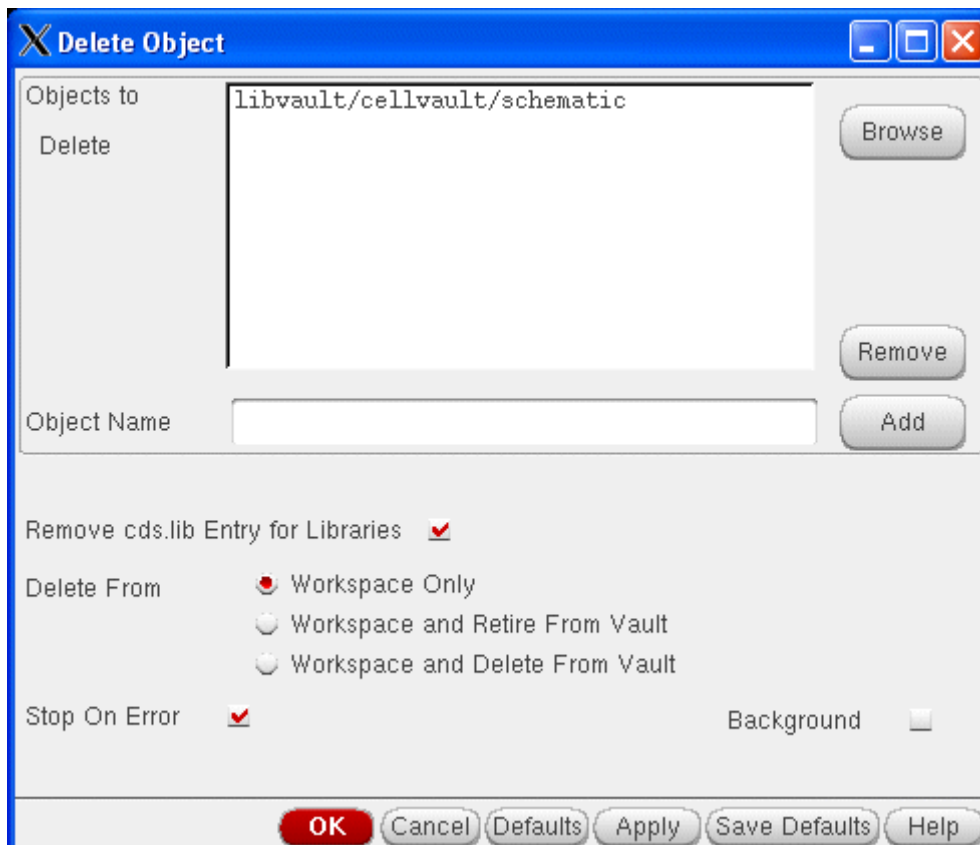 Delete Object
Objects to
Delete
libvault/cellvault/schematic
Browse
Remove
Object Name
Add
Remove cds.lib Entry for Libraries
Delete From
Workspace Only
Workspace and Retire From Vault
Workspace and Delete From Vault
Stop On Error
Background
OK Cancel Defaults Apply Save Defaults Help